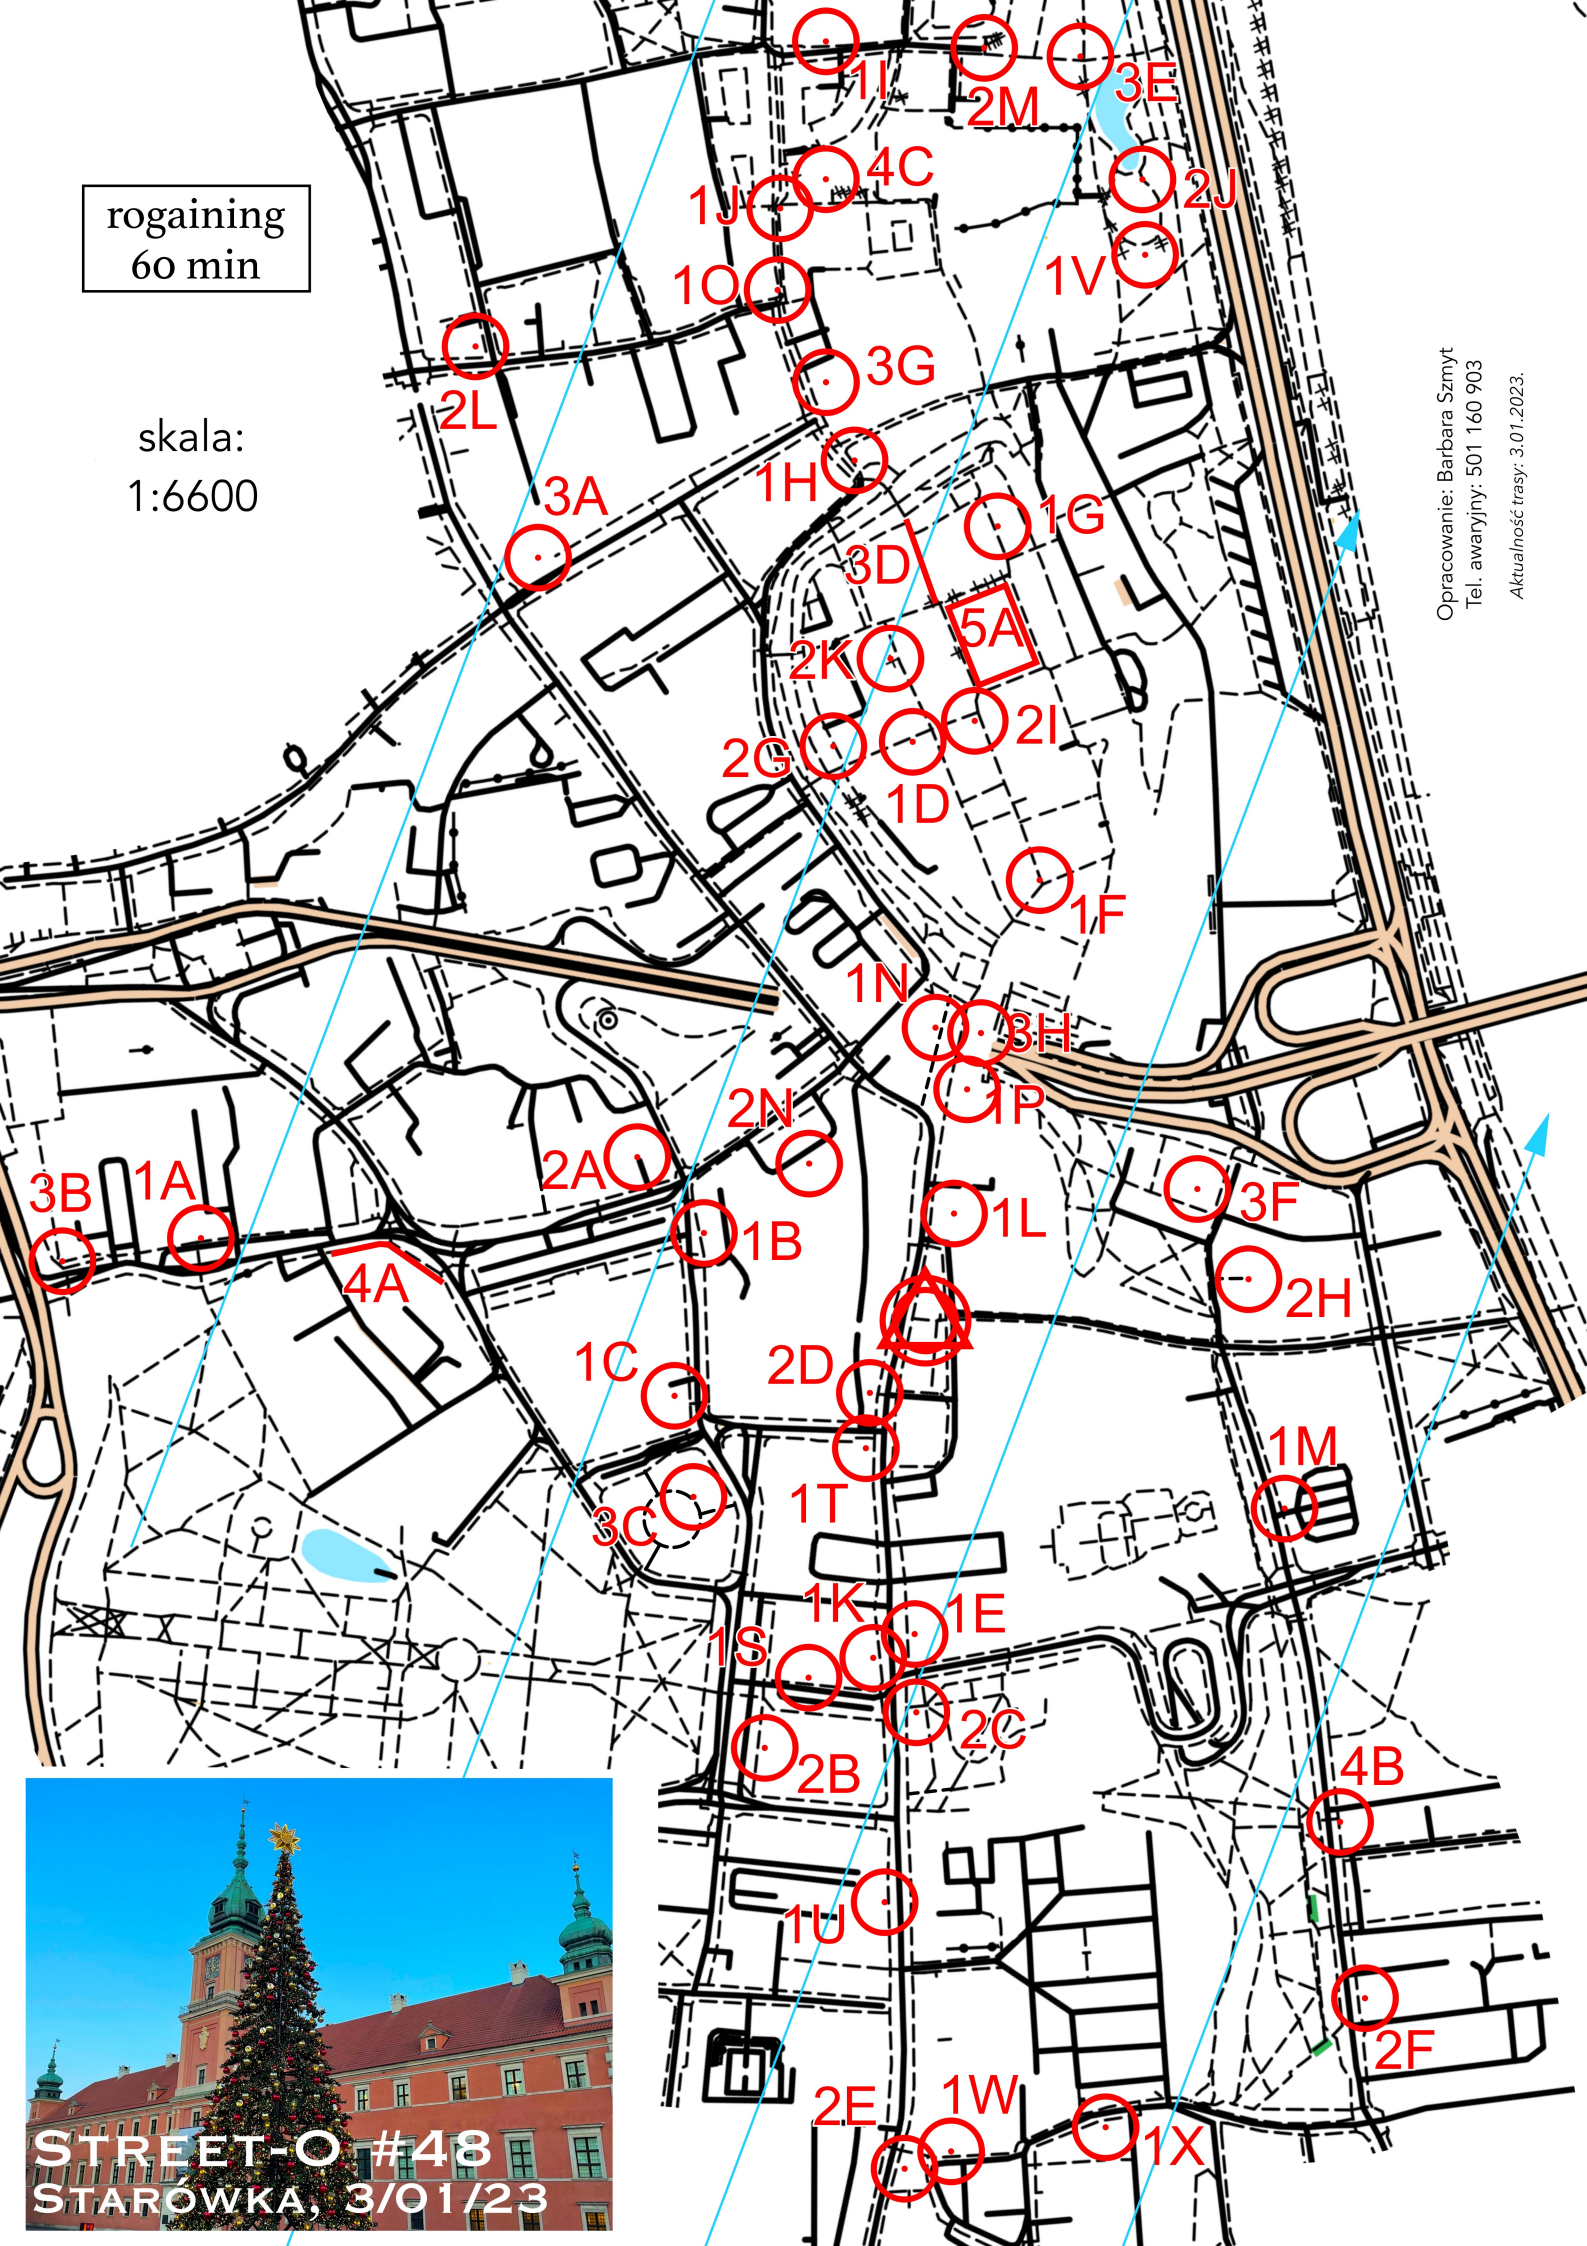 1I
2M
3E
4C
1J
2J
rogaining
60 min
1O
1V
3G
2L
skala:
1:6600
1H
3A
1G
3D
5A
2K
2I
2G
1D
1F
1N
3H
1P
2N
2A
3B
1A
1B
1L
3F
4A
2H
1C
2D
1M
1T
3C
1K
1E
1S
2C
2B
4B
1U
2F
2E
1W
1X
Opracowanie: Barbara Szmyt
Tel. awaryjny: 501 160 903
Aktualność trasy: 3.01.2023.
STREET-O #48
STARÓWKA, 3/01/23